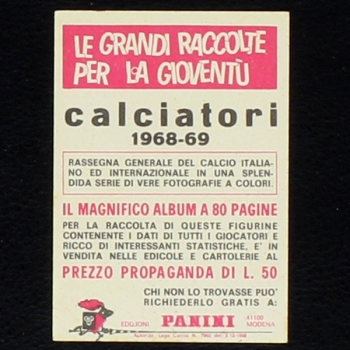 LE GRANDI RACCOLTE
PER LA GIOVENTÙ
calciatori
1968-69
RASSEGNA GENERALE DEL CALCIO ITALIA-
NO ED INTERNAZIONALE IN UNA SPLEN-
DIDA SERIE DI VERE FOTOGRAFIE A COLORI.
IL MAGNIFICO ALBUM A 80 PAGINE
PER LA RACCOLTA DI QUESTE FIGURINE
CONTENENTE I DATI DI TUTTI I GIOCATORI E
RICCO DI INTERESSANTI STATISTICHE, E' IN
VENDITA NELLE EDICOLE E CARTOLERIE AL
PREZZO PROPAGANDA DI L. 50
CHI NON LO TROVASSE PUO'
RICHIEDERLO GRATIS A:
EDIZIONI PANINI 41100
MODENA
Autorizz. Lega Calcio N.